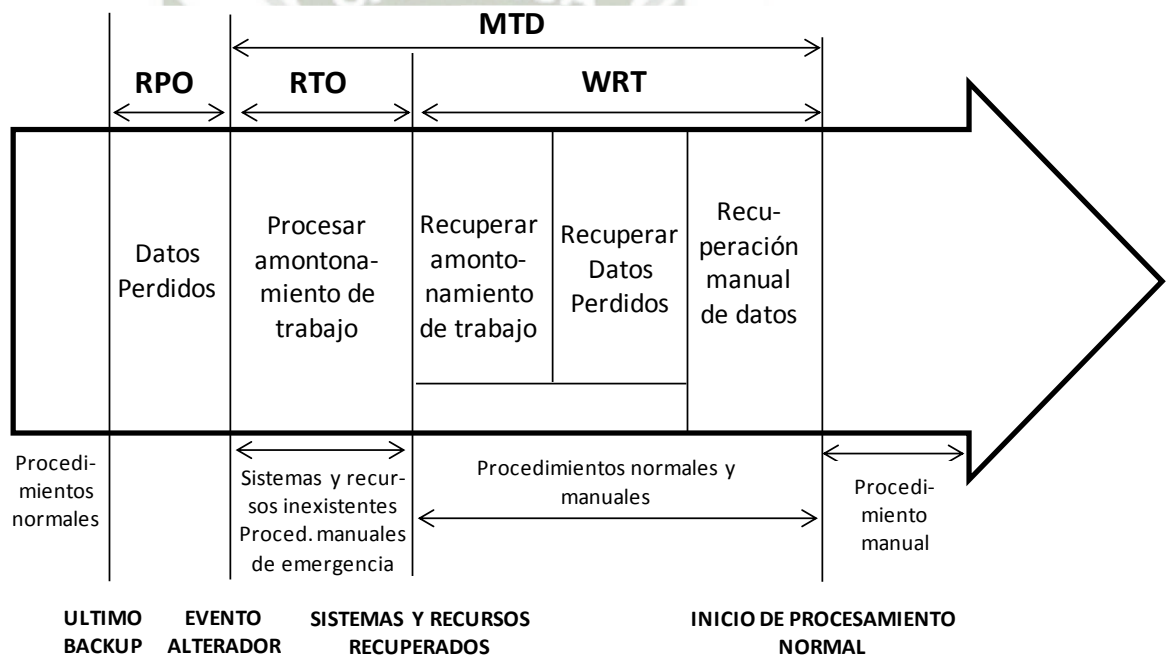 MTD
RPO
RTO
WRT
Datos
Perdidos
Procesar
amontona-
miento de
trabajo
Recuperar
amonto-
namiento
de trabajo
Recuperar
Datos
Perdidos
Recu-
peración
manual
de datos
Procedi-
mientos
normales
Sistemas y recur-
sos inexistentes
Proced. manuales
de emergencia
Procedimientos normales y
manuales
Procedi-
miento
manual
ULTIMO
BACKUP
EVENTO
ALTERADOR
SISTEMAS Y RECURSOS
RECUPERADOS
INICIO DE PROCESAMIENTO
NORMAL